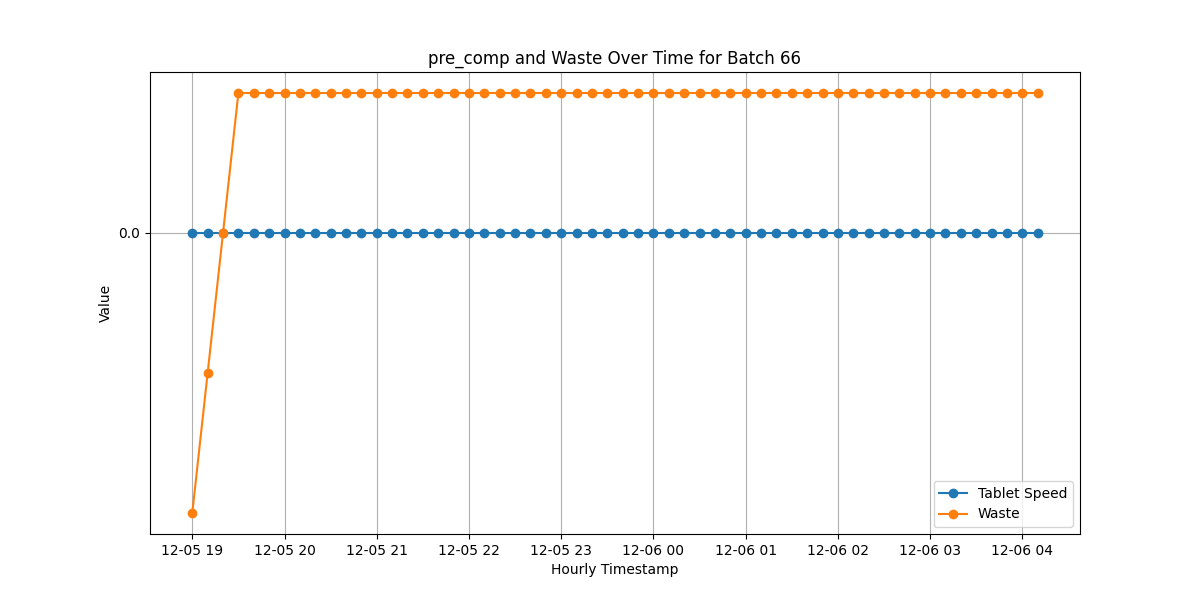 pre_comp and Waste Over Time for Batch 66
0.0
Value
Tablet Speed
Waste
12-05 19 12-05 20 12-05 21 12-05 22 12-05 23 12-06 00 12-06 01 12-06 02 12-06 03 12-06 04
Hourly Timestamp